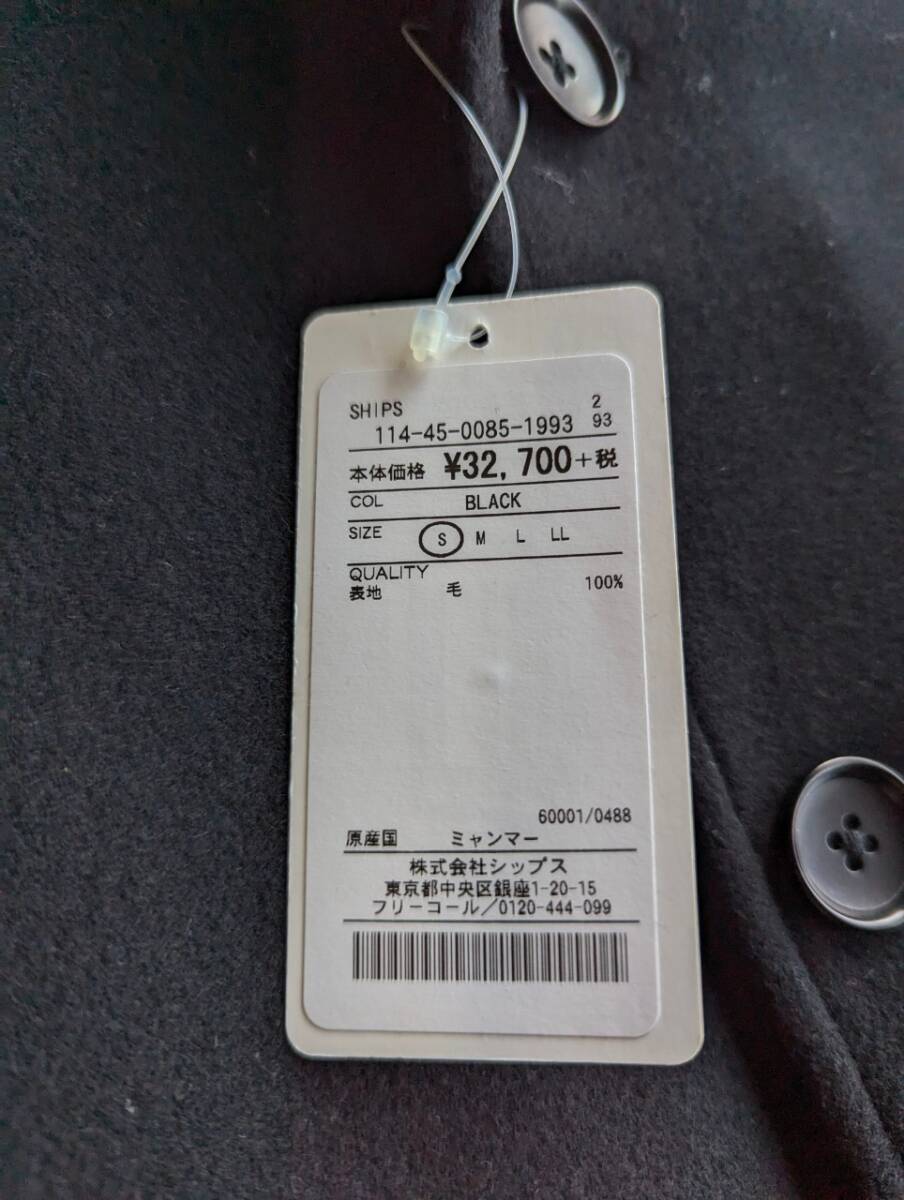 SHIPS 2
114-45-0085-1993 93
本体価格 ¥32,700+税
COL BLACK
SIZE S M L LL
QUALITY
表地 毛 100%
60001/0488
原産国 ミャンマー
株式会社シップス
東京都中央区銀座1-20-15
フリーコール／0120-444-099